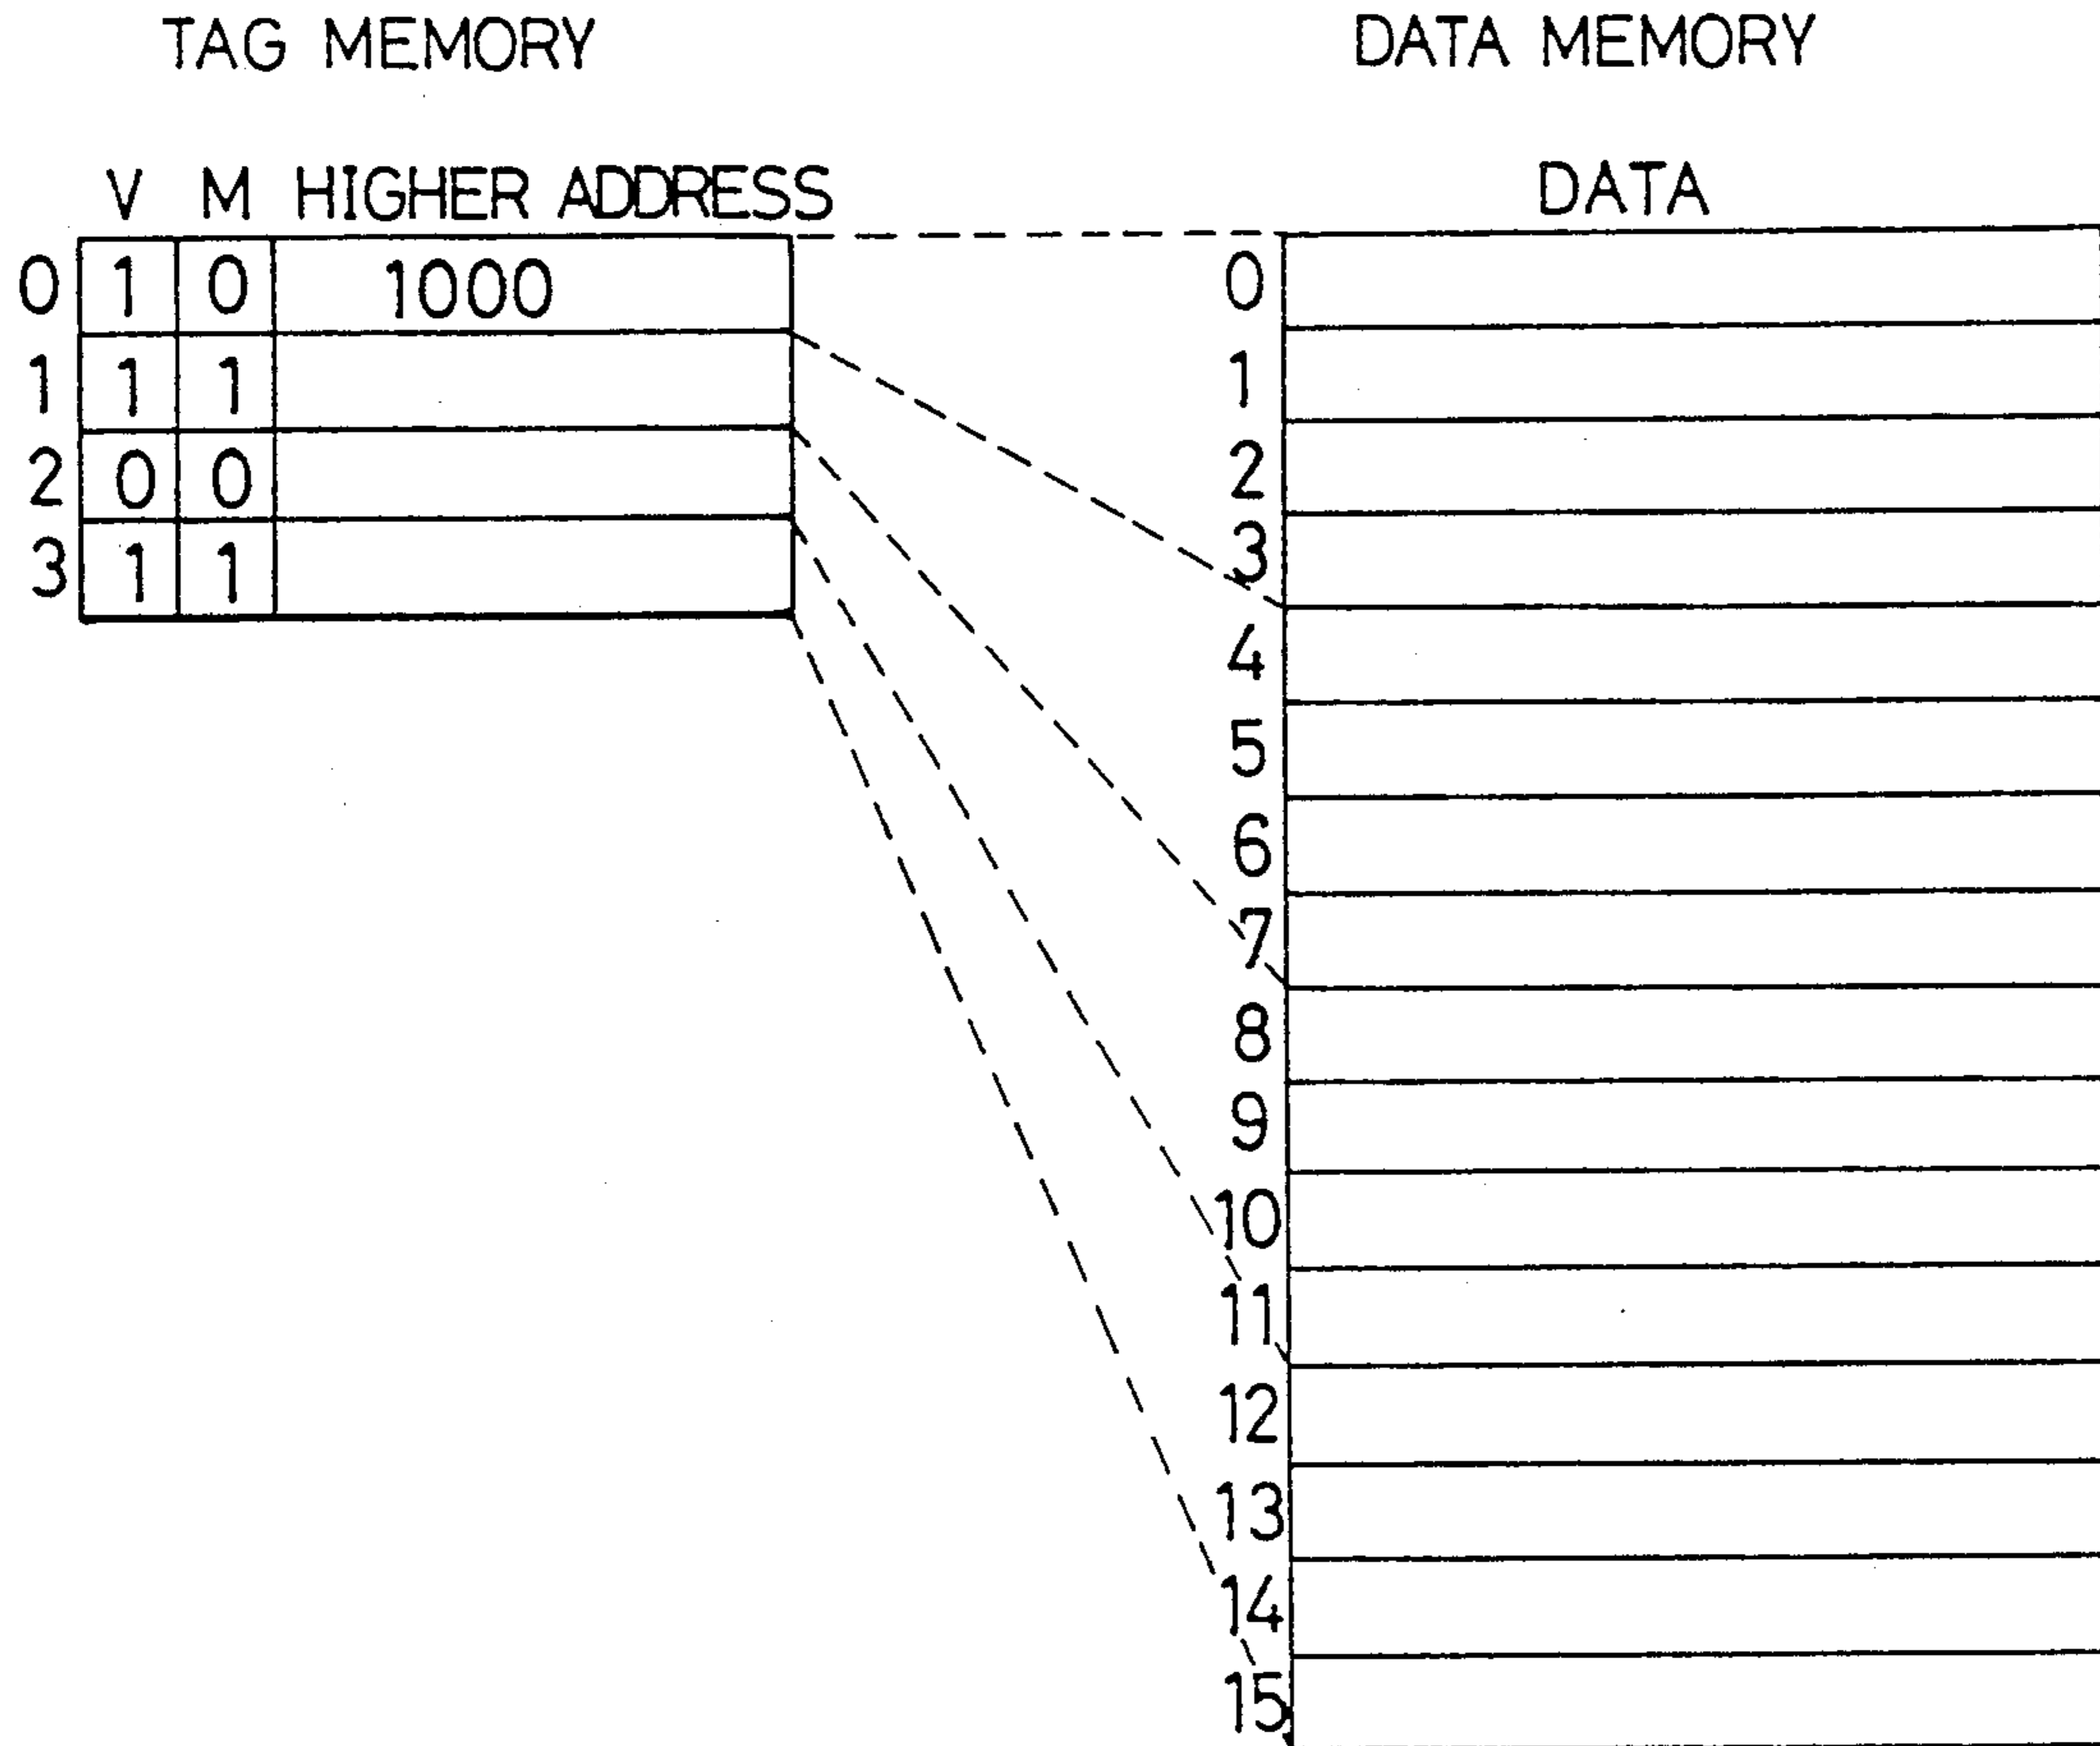 TAG MEMORY
DATA MEMORY
V M HIGHER ADDRESS
DATA
0 1 0 1000
1 1 1
2 0 0
3 1 1
0
1
2
3
4
5
6
7
8
9
10
11
12
13
14
15